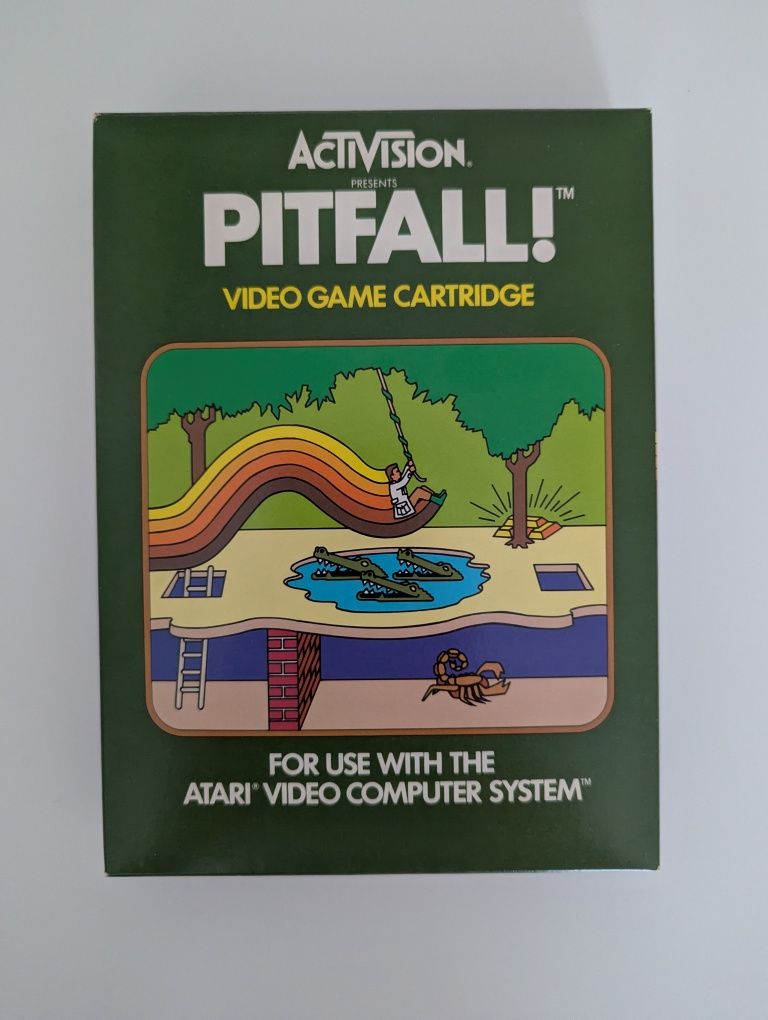 ACTIVISION®
PRESENTS
PITFALL!™
VIDEO GAME CARTRIDGE
FOR USE WITH THE
ATARI® VIDEO COMPUTER SYSTEM™